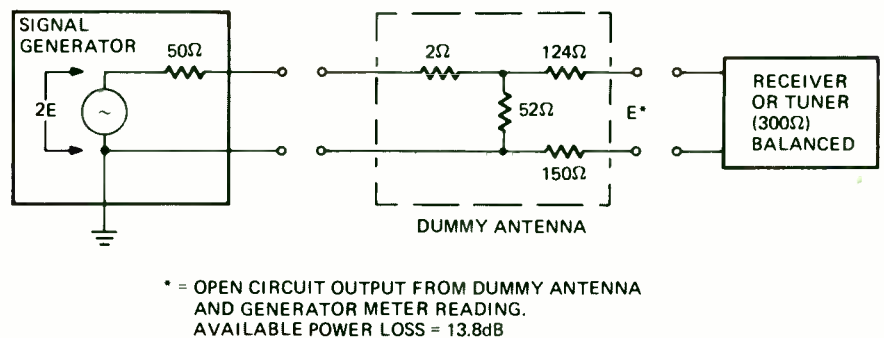 SIGNAL
GENERATOR
50Ω
2E
~
2Ω
124Ω
52Ω
150Ω
E*
DUMMY ANTENNA
RECEIVER
OR TUNER
(300Ω)
BALANCED
* = OPEN CIRCUIT OUTPUT FROM DUMMY ANTENNA
AND GENERATOR METER READING.
AVAILABLE POWER LOSS = 13.8dB